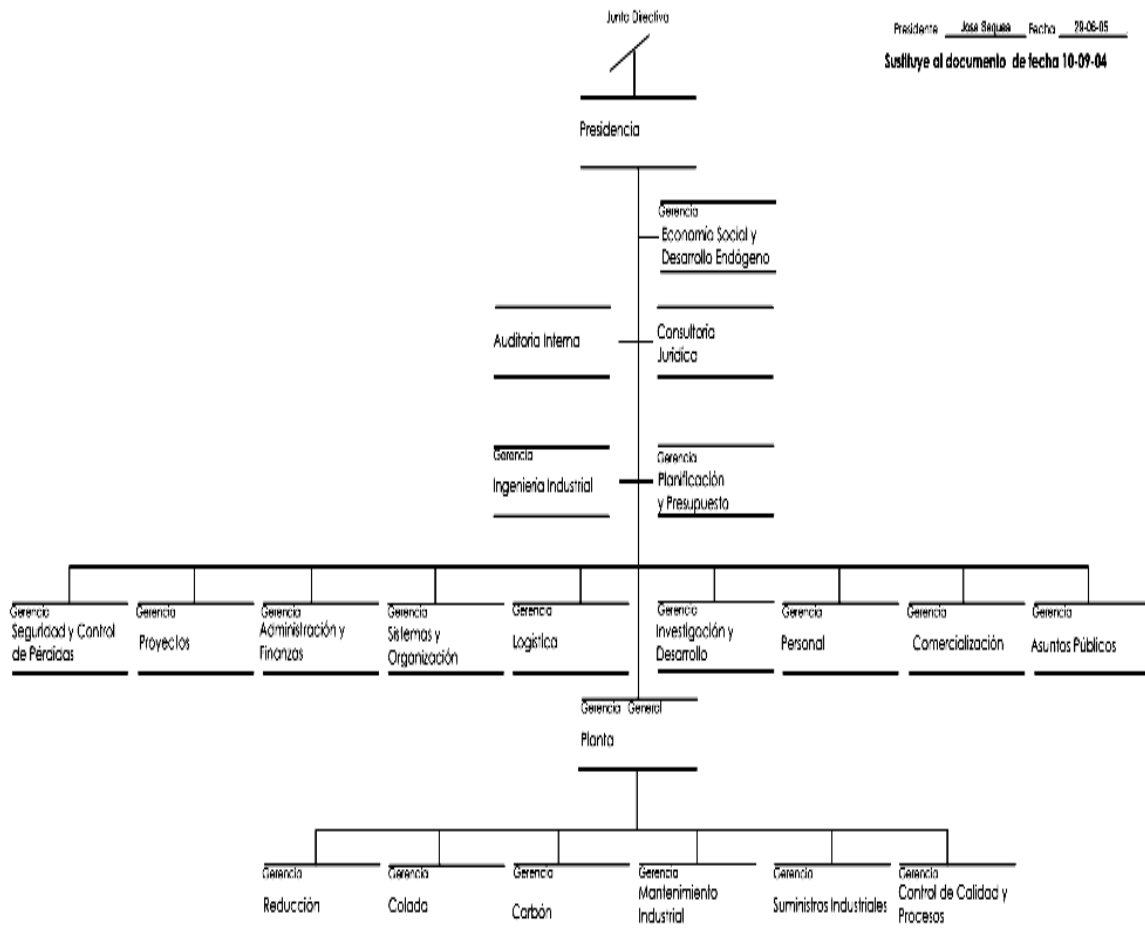 Junta Directiva
Presidente Jose Sequea Fecha 29-06-05
Sustituye al documento de fecha 10-09-04
Presidencia
Gerencia
Economía Social y
Desarrollo Endógeno
Auditoria Interna
Consultoria
Jurídica
Gerencia
Ingenieria Industrial
Gerencia
Planificación
y Presupuesto
Gerencia
Seguridad y Control
de Pérdidas
Gerencia
Proyectos
Gerencia
Administración y
Finanzas
Gerencia
Sistemas y
Organización
Gerencia
Logística
Gerencia
Investigación y
Desarrollo
Gerencia
Personal
Gerencia
Comercialización
Gerencia
Asuntos Públicos
Gerencia General
Planta
Gerencia
Reducción
Gerencia
Colada
Gerencia
Carbón
Gerencia
Mantenimiento
Industrial
Gerencia
Suministros Industriales
Gerencia
Control de Calidad y
Procesos